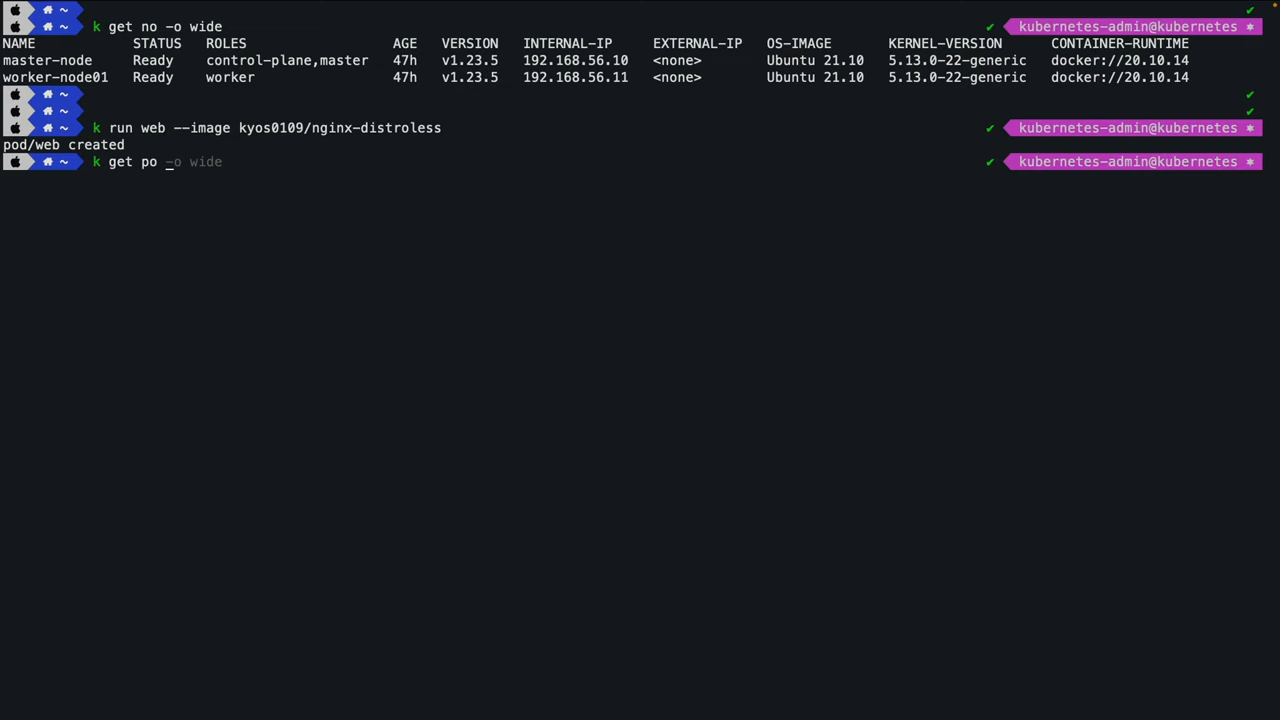 ~
~ k get no -o wide ✔ kubernetes-admin@kubernetes ⎈
NAME STATUS ROLES AGE VERSION INTERNAL-IP EXTERNAL-IP OS-IMAGE KERNEL-VERSION CONTAINER-RUNTIME
master-node Ready control-plane,master 47h v1.23.5 192.168.56.10 <none> Ubuntu 21.10 5.13.0-22-generic docker://20.10.14
worker-node01 Ready worker 47h v1.23.5 192.168.56.11 <none> Ubuntu 21.10 5.13.0-22-generic docker://20.10.14
~ ✔
~ ✔
~ k run web --image kyos0109/nginx-distroless ✔ kubernetes-admin@kubernetes ⎈
pod/web created
~ k get po -o wide ✔ kubernetes-admin@kubernetes ⎈